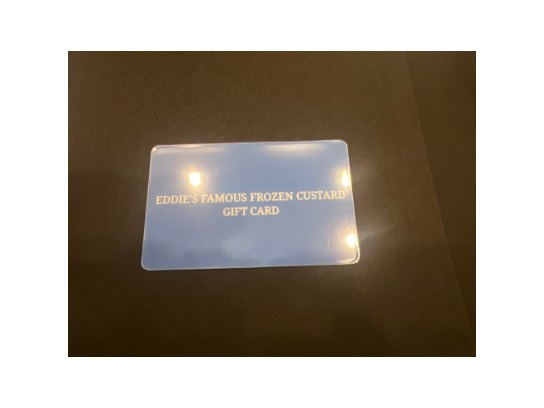 EDDIE'S FAMOUS FROZEN CUSTARD
GIFT CARD